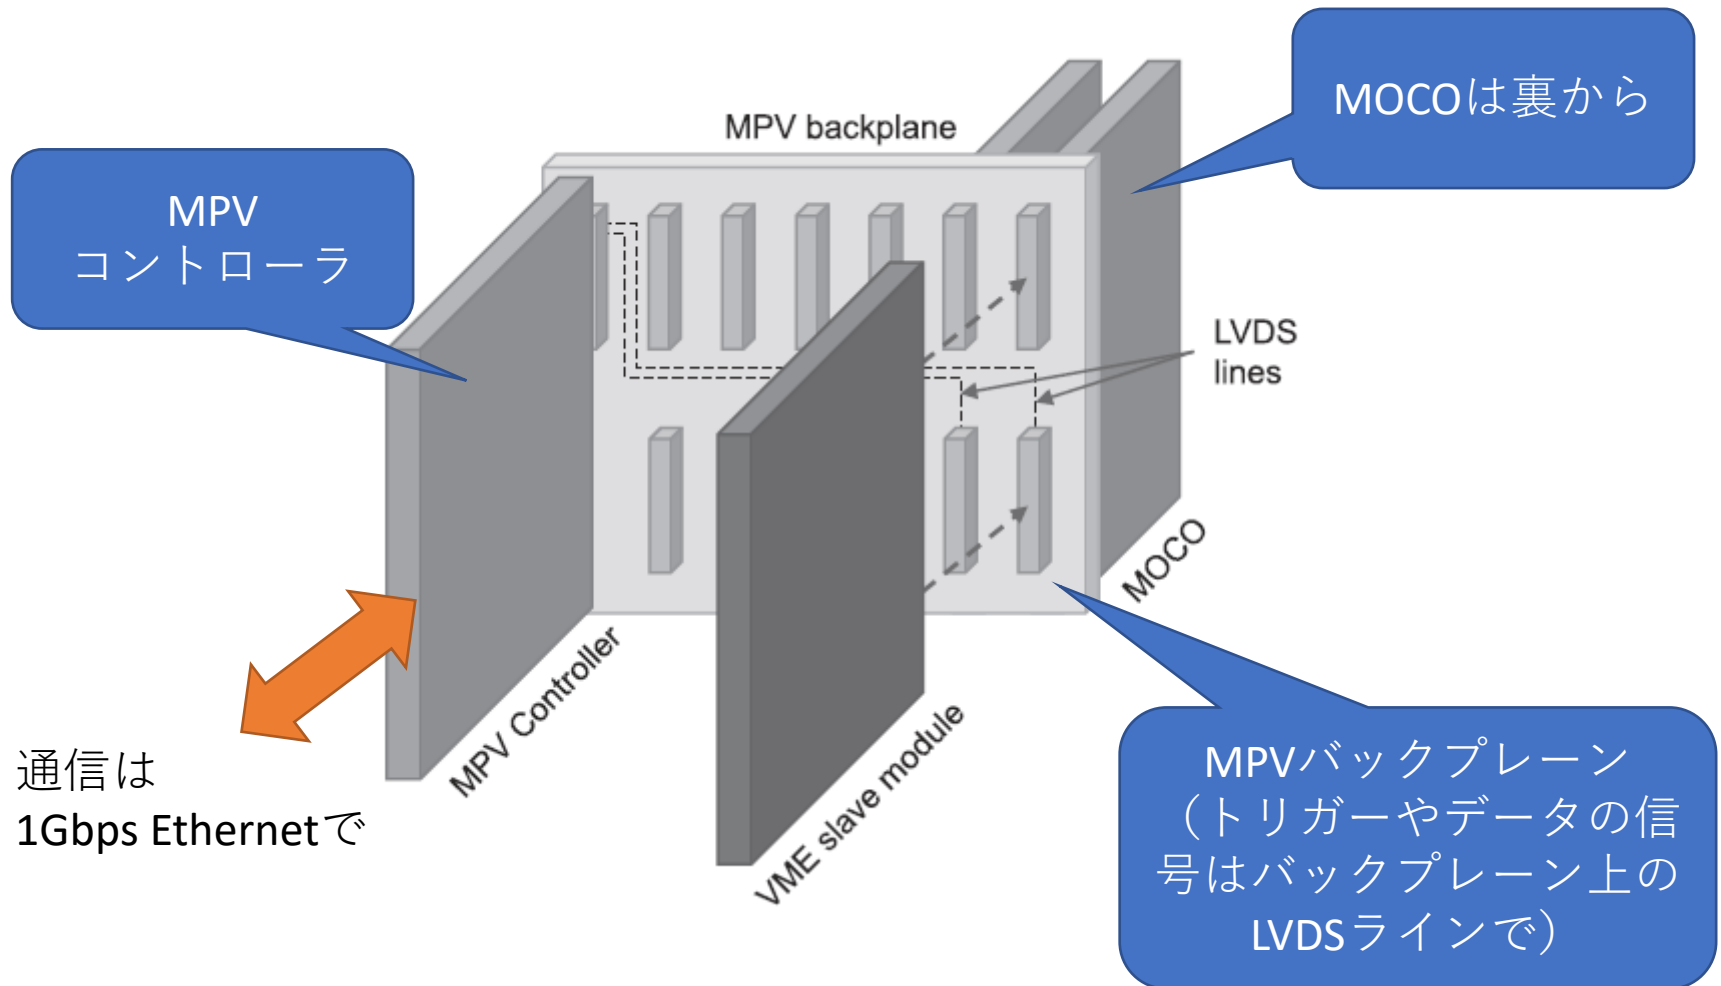 MOCOは裏から
MPV backplane
MPV
コントローラ
LVDS
lines
MOCO
MPV Controller
VME slave module
通信は
1Gbps Ethernetで
MPVバックプレーン
（トリガーやデータの信
号はバックプレーン上の
LVDSラインで）